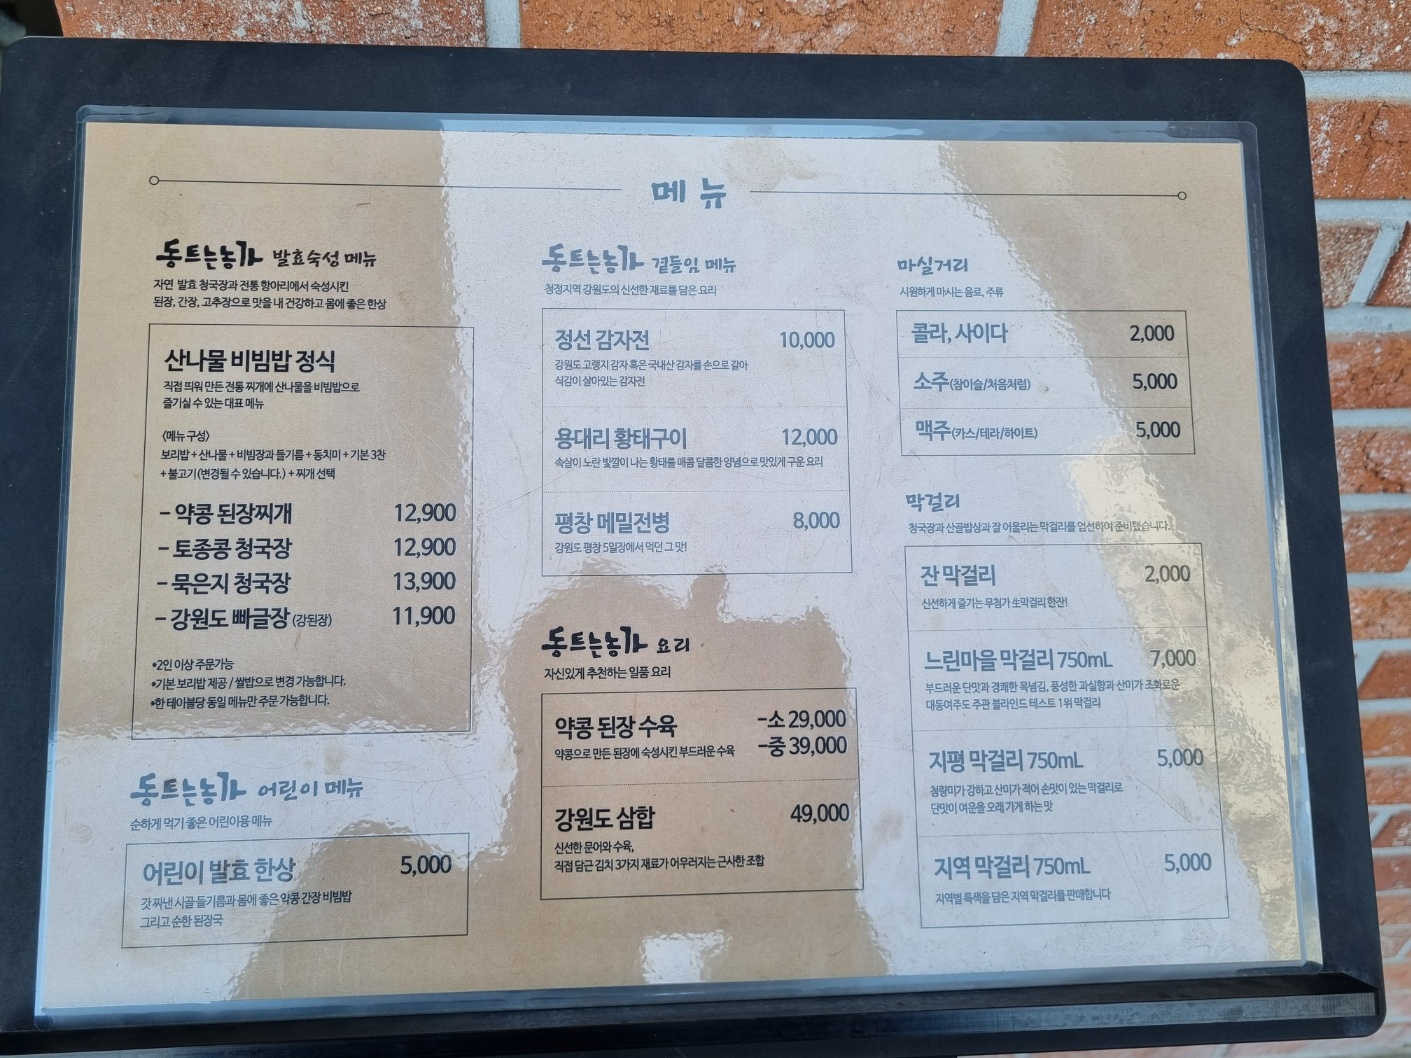 메뉴
동트는농가 발효숙성 메뉴
자연 발효 청국장과 전통 항아리에서 숙성시킨
된장, 간장, 고추장으로 맛을 내 건강하고 몸에 좋은 한상
산나물 비빔밥 정식
직접 띄워 만든 전통 찌개에 산나물을 비빔밥으로
즐기실 수 있는 대표 메뉴
〈메뉴 구성〉
보리밥 + 산나물 + 비빔장과 들기름 + 동치미 + 기본 3찬
+ 불고기(변경될 수 있습니다.) + 찌개 선택
– 약콩 된장찌개 12,900
– 토종콩 청국장 12,900
– 묵은지 청국장 13,900
– 강원도 빠글장 (강된장) 11,900
*2인 이상 주문가능
*기본 보리밥 제공 / 쌀밥으로 변경 가능합니다.
*한 테이블당 동일 메뉴만 주문 가능합니다.
동트는농가 어린이 메뉴
순하게 먹기 좋은 어린이용 메뉴
어린이 발효 한상 5,000
갓 짜낸 시골 들기름과 몸에 좋은 약콩 간장 비빔밥
그리고 순한 된장국
동트는농가 곁들임 메뉴
청정지역 강원도의 신선한 재료를 담은 요리
정선 감자전 10,000
강원도 고랭지 감자 혹은 국내산 감자를 손으로 갈아
식감이 살아있는 감자전
용대리 황태구이 12,000
속살이 노란 빛깔이 나는 황태를 매콤 달콤한 양념으로 맛있게 구운 요리
평창 메밀전병 8,000
강원도 평창 5일장에서 먹던 그 맛!
동트는농가 요리
자신있게 추천하는 일품 요리
약콩 된장 수육 –소 29,000
약콩으로 만든 된장에 숙성시킨 부드러운 수육 –중 39,000
강원도 삼합 49,000
신선한 문어와 수육,
직접 담근 김치 3가지 재료가 어우러지는 근사한 조합
마실거리
시원하게 마시는 음료, 주류
콜라, 사이다 2,000
소주(참이슬/처음처럼) 5,000
맥주(카스/테라/하이트) 5,000
막걸리
청국장과 산골밥상과 잘 어울리는 막걸리를 엄선하여 준비했습니다.
잔 막걸리 2,000
신선하게 즐기는 무첨가 生막걸리 한잔!
느린마을 막걸리 750mL 7,000
부드러운 단맛과 경쾌한 목넘김, 풍성한 과실향과 산미가 조화로운
대동여주도 주관 블라인드 테스트 1위 막걸리
지평 막걸리 750mL 5,000
청량미가 강하고 산미가 적어 손맛이 있는 막걸리로
단맛이 여운을 오래 가게 하는 맛
지역 막걸리 750mL 5,000
지역별 특색을 담은 지역 막걸리를 판매합니다